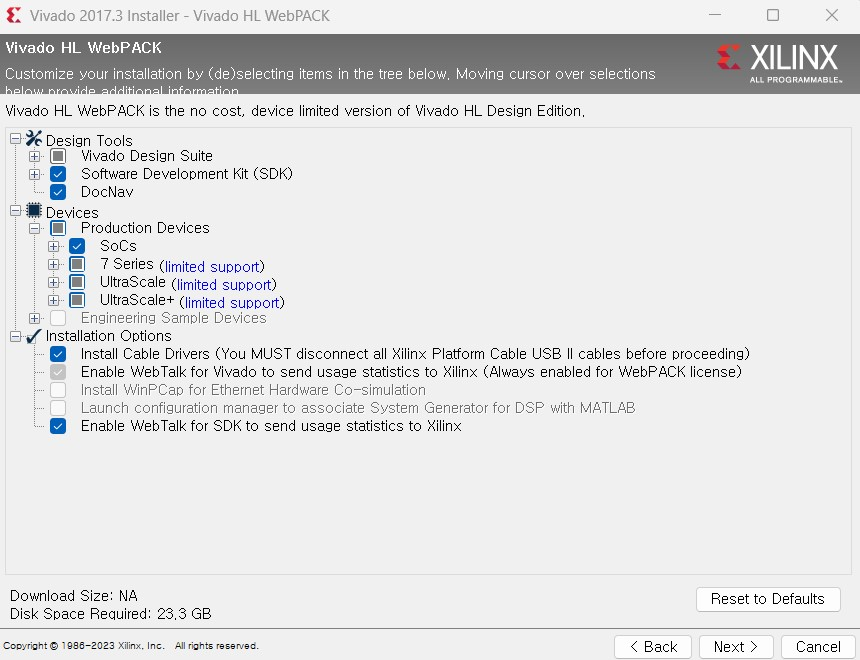 Vivado 2017.3 Installer - Vivado HL WebPACK
Vivado HL WebPACK
XILINX
ALL PROGRAMMABLE™
Customize your installation by (de)selecting items in the tree below. Moving cursor over selections
below provide additional information.
Vivado HL WebPACK is the no cost, device limited version of Vivado HL Design Edition.
Design Tools
Vivado Design Suite
Software Development Kit (SDK)
DocNav
Devices
Production Devices
SoCs
7 Series (limited support)
UltraScale (limited support)
UltraScale+ (limited support)
Engineering Sample Devices
Installation Options
Install Cable Drivers (You MUST disconnect all Xilinx Platform Cable USB II cables before proceeding)
Enable WebTalk for Vivado to send usage statistics to Xilinx (Always enabled for WebPACK license)
Install WinPCap for Ethernet Hardware Co-simulation
Launch configuration manager to associate System Generator for DSP with MATLAB
Enable WebTalk for SDK to send usage statistics to Xilinx
Download Size: NA
Disk Space Required: 23.3 GB
Reset to Defaults
Copyright © 1986-2023 Xilinx, Inc. All rights reserved.
< Back
Next >
Cancel